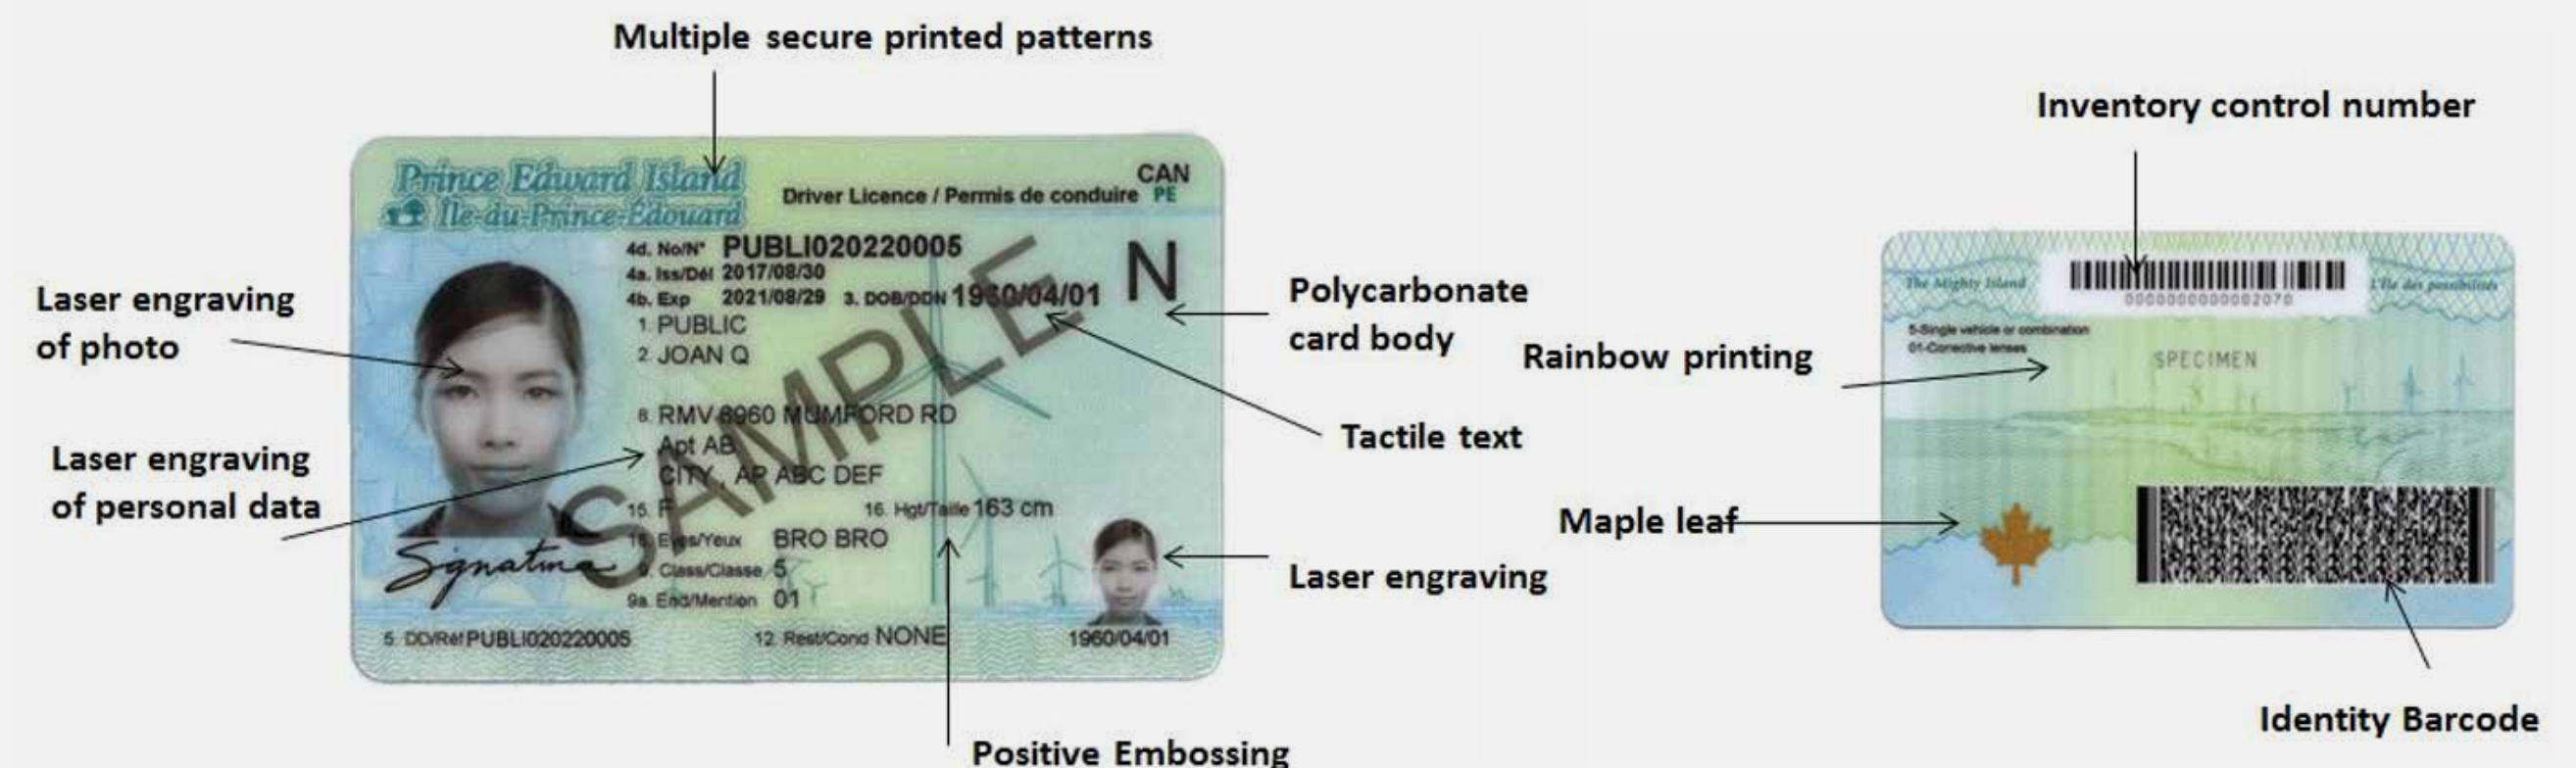 Multiple secure printed patterns
Prince Edward Island
Île-du-Prince-Édouard
Driver Licence / Permis de conduire
CAN
PE
4d. No/N° PUBLI020220005
4a. Iss/Dél 2017/08/30
4b. Exp 2021/08/29 3. DOB/DDN 1960/04/01
N
1. PUBLIC
2. JOAN Q
8. RMV 8960 MUMFORD RD
Apt AB
CITY , AP ABC DEF
15. F 16. Hgt/Taille 163 cm
18. Eyes/Yeux BRO BRO
9. Class/Classe 5
9a. End/Mention 01
5. DD/Réf PUBLI020220005
12. Rest/Cond NONE
1960/04/01
Signature
SAMPLE
Laser engraving
of photo
Laser engraving
of personal data
Polycarbonate
card body
Tactile text
Laser engraving
Positive Embossing
Inventory control number
The Mighty Island
0000000000002070
L'île des possibilités
5-Single vehicle or combination
01-Corrective lenses
SPECIMEN
Rainbow printing
Maple leaf
Identity Barcode